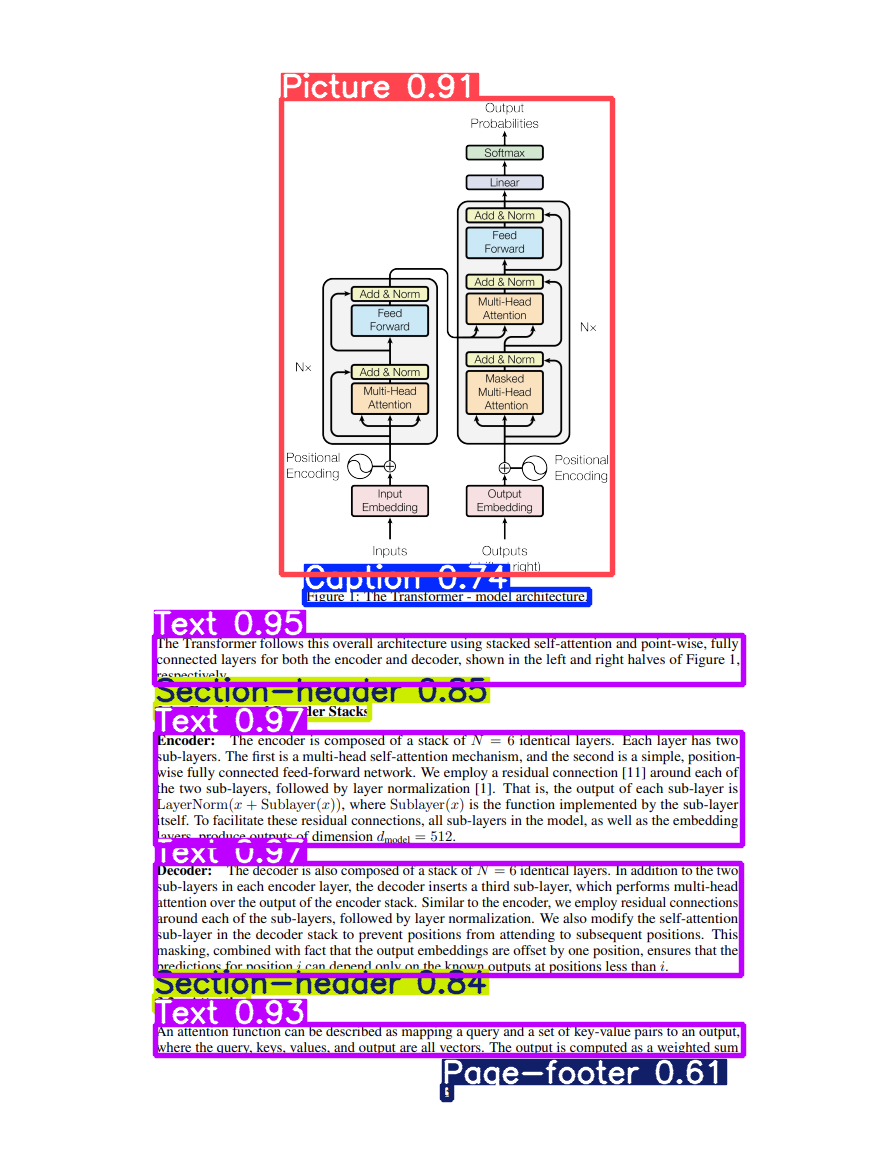 Picture 0.91
Output
Probabilities
Softmax
Linear
Add & Norm
Feed
Forward
Add & Norm
Multi-Head
Attention
Add & Norm
Masked
Multi-Head
Attention
N×
Add & Norm
Feed
Forward
Add & Norm
Multi-Head
Attention
N×
Positional
Encoding
Positional
Encoding
Input
Embedding
Output
Embedding
Inputs
Outputs
right)
Caption 0.74
Figure 1: The Transformer - model architecture.
Text 0.95
The Transformer follows this overall architecture using stacked self-attention and point-wise, fully
connected layers for both the encoder and decoder, shown in the left and right halves of Figure 1,
respectively.
Section-header 0.85
Stacks
Text 0.97
Encoder: The encoder is composed of a stack of N = 6 identical layers. Each layer has two
sub-layers. The first is a multi-head self-attention mechanism, and the second is a simple, position-
wise fully connected feed-forward network. We employ a residual connection [11] around each of
the two sub-layers, followed by layer normalization [1]. That is, the output of each sub-layer is
LayerNorm(x + Sublayer(x)), where Sublayer(x) is the function implemented by the sub-layer
itself. To facilitate these residual connections, all sub-layers in the model, as well as the embedding
layers, produce outputs of dimension d_model = 512.
Text 0.97
Decoder: The decoder is also composed of a stack of N = 6 identical layers. In addition to the two
sub-layers in each encoder layer, the decoder inserts a third sub-layer, which performs multi-head
attention over the output of the encoder stack. Similar to the encoder, we employ residual connections
around each of the sub-layers, followed by layer normalization. We also modify the self-attention
sub-layer in the decoder stack to prevent positions from attending to subsequent positions. This
masking, combined with fact that the output embeddings are offset by one position, ensures that the
predictions for position i can depend only on the known outputs at positions less than i.
Section-header 0.84
Text 0.93
An attention function can be described as mapping a query and a set of key-value pairs to an output,
where the query, keys, values, and output are all vectors. The output is computed as a weighted sum
Page-footer 0.61